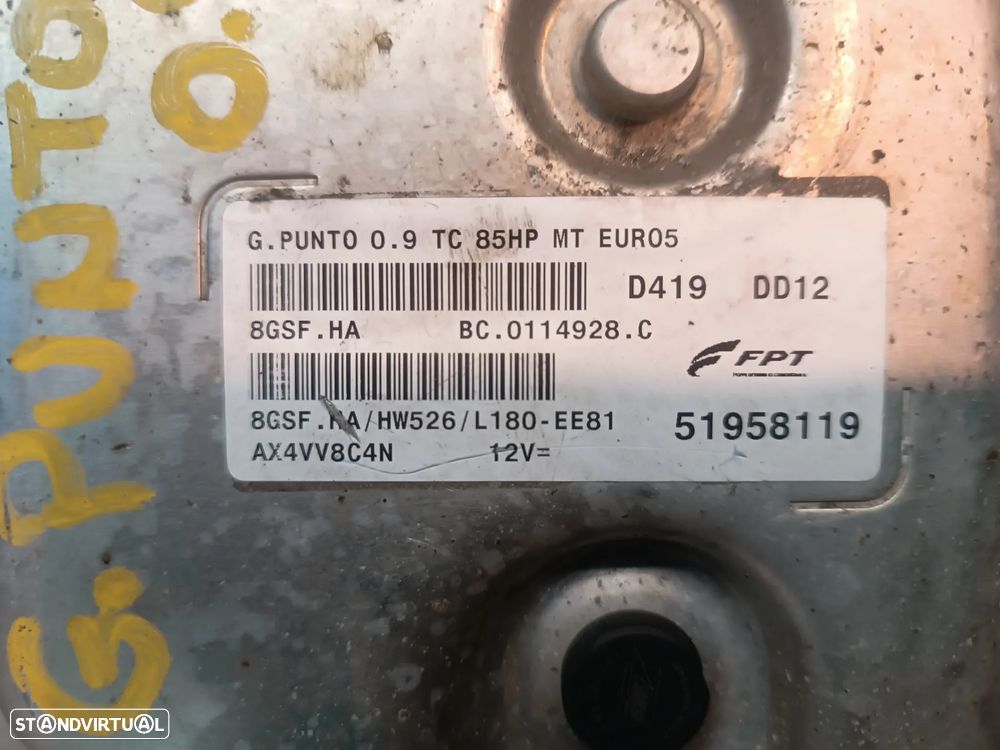 G. PUNTO
0.
G.PUNTO 0.9 TC 85HP MT EURO5
D419 DD12
8GSF.HA BC.0114928.C
FPT
8GSF.HA/HW526/L180-EE81
51958119
AX4VV8C4N 12V=
STANDVIRTUAL